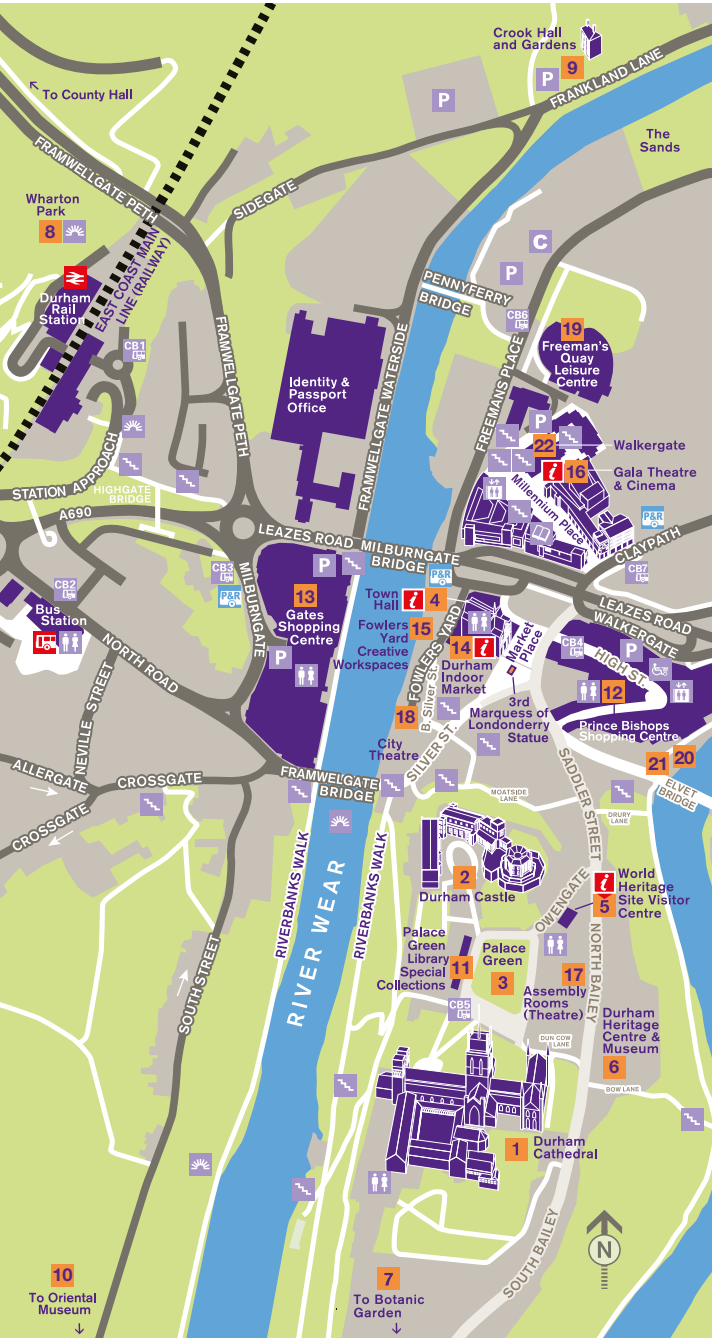 Crook Hall
and Gardens
9
P
FRANKLAND LANE
To County Hall
P
The
Sands
FRAMWELLGATE PETH
SIDEGATE
Wharton
Park
8
EAST COAST MAIN
LINE (RAILWAY)
C
P
PENNYFERRY
BRIDGE
Durham
Rail
Station
CB1
CB6
19
Freeman's
Quay
Leisure
Centre
FRAMWELLGATE PETH
Identity &
Passport
Office
FRAMWELLGATE WATERSIDE
FREEMANS PLACE
P
22
Walkergate
i
16
Gala Theatre
& Cinema
Millennium Place
STATION APPROACH
HIGHGATE
BRIDGE
A690
P&R
CLAYPATH
LEAZES ROAD
MILBURNGATE
BRIDGE
P
P&R
CB7
CB3
P&R
CB2
MILBURNGATE
13
Gates
Shopping
Centre
P
Town
Hall
i
4
15
Fowlers
Yard
Creative
Workspaces
FOWLERS YARD
14
i
Durham
Indoor
Market
Market
Place
LEAZES ROAD
WALKERGATE
CB4
P
HIGH ST.
12
Prince Bishops
Shopping Centre
Bus
Station
NORTH ROAD
NEVILLE STREET
3rd
Marquess of
Londonderry
Statue
B. Silver St.
18
City
Theatre
SILVER ST.
21
20
ELVET
BRIDGE
ALLERGATE
CROSSGATE
CROSSGATE
FRAMWELGATE
BRIDGE
MOATSIDE
LANE
SADDLER STREET
DRURY
LANE
RIVERBANKS WALK
RIVER WEAR
RIVERBANKS WALK
2
Durham Castle
i
5
World
Heritage
Site Visitor
Centre
OWENGATE
Palace
Green
Library
Special
Collections
11
Palace
Green
3
17
Assembly
Rooms
(Theatre)
NORTH BAILEY
SOUTH STREET
CB5
Durham
Heritage
Centre &
Museum
6
DUN COW
LANE
BOW LANE
1
Durham
Cathedral
SOUTH BAILEY
N
10
To Oriental
Museum
7
To Botanic
Garden